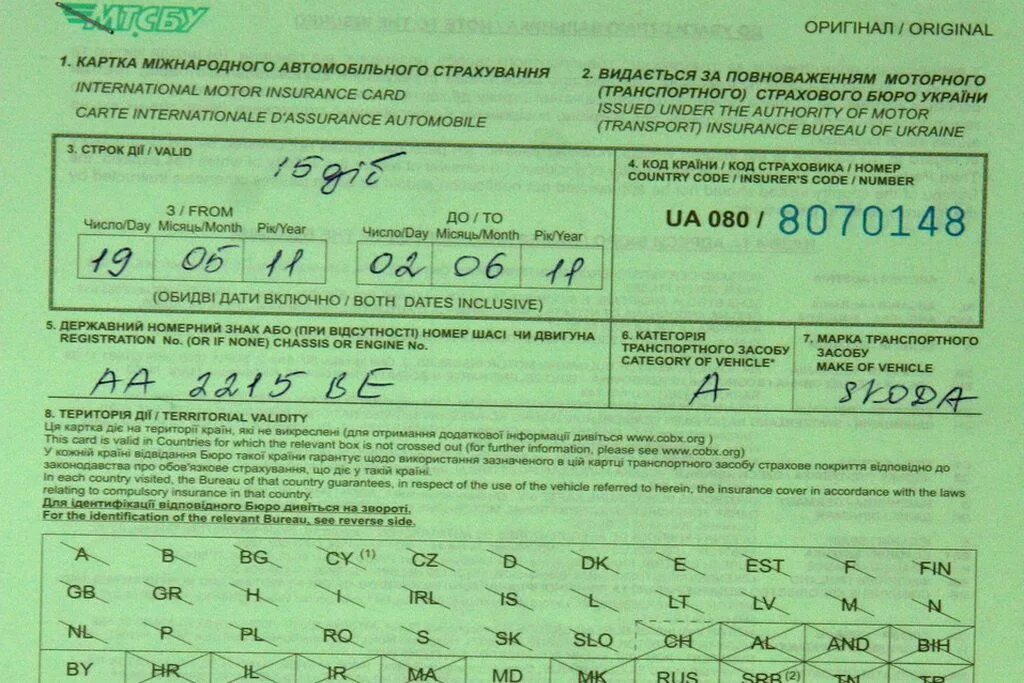 МТСБУ
ОРИГІНАЛ / ORIGINAL
1. КАРТКА МІЖНАРОДНОГО АВТОМОБІЛЬНОГО СТРАХУВАННЯ
INTERNATIONAL MOTOR INSURANCE CARD
CARTE INTERNATIONALE D'ASSURANCE AUTOMOBILE
2. ВИДАЄТЬСЯ ЗА ПОВНОВАЖЕННЯМ МОТОРНОГО
(ТРАНСПОРТНОГО) СТРАХОВОГО БЮРО УКРАЇНИ
ISSUED UNDER THE AUTHORITY OF MOTOR
(TRANSPORT) INSURANCE BUREAU OF UKRAINE
3. СТРОК ДІЇ / VALID
15 діб
З / FROM
Число/Day Місяць/Month Рік/Year
19 05 11
ДО / TO
Число/Day Місяць/Month Рік/Year
02 06 11
(ОБИДВІ ДАТИ ВКЛЮЧНО / BOTH DATES INCLUSIVE)
4. КОД КРАЇНИ / КОД СТРАХОВИКА / НОМЕР
COUNTRY CODE / INSURER'S CODE / NUMBER
UA 080 / 8070148
5. ДЕРЖАВНИЙ НОМЕРНИЙ ЗНАК АБО (ПРИ ВІДСУТНОСТІ) НОМЕР ШАСІ ЧИ ДВИГУНА
REGISTRATION No. (OR IF NONE) CHASSIS OR ENGINE No.
AA 2215 BE
6. КАТЕГОРІЯ
ТРАНСПОРТНОГО ЗАСОБУ
CATEGORY OF VEHICLE*
A
7. МАРКА ТРАНСПОРТНОГО
ЗАСОБУ
MAKE OF VEHICLE
SKODA
8. ТЕРИТОРІЯ ДІЇ / TERRITORIAL VALIDITY
Ця картка діє на території країн, які не викреслені (для отримання додаткової інформації дивіться www.cobx.org )
This card is valid in Countries for which the relevant box is not crossed out (for further information, please see www.cobx.org)
У кожній країні відвідання Бюро такої країни гарантує щодо використання зазначеного в цій картці транспортного засобу страхове покриття відповідно до
законодавства про обов'язкове страхування, що діє у такій країні.
In each country visited, the Bureau of that country guarantees, in respect of the use of the vehicle referred to herein, the insurance cover in accordance with the laws
relating to compulsory insurance in that country.
Для ідентифікації відповідного Бюро дивіться на звороті.
For the identification of the relevant Bureau, see reverse side.
A B BG CY (1) CZ D DK E EST F FIN
GB GR H I IRL IS L LT LV M N
NL P PL RO S SK SLO CH AL AND BIH
BY HR IL IR MA MD MK RUS SRB (2) TN TR